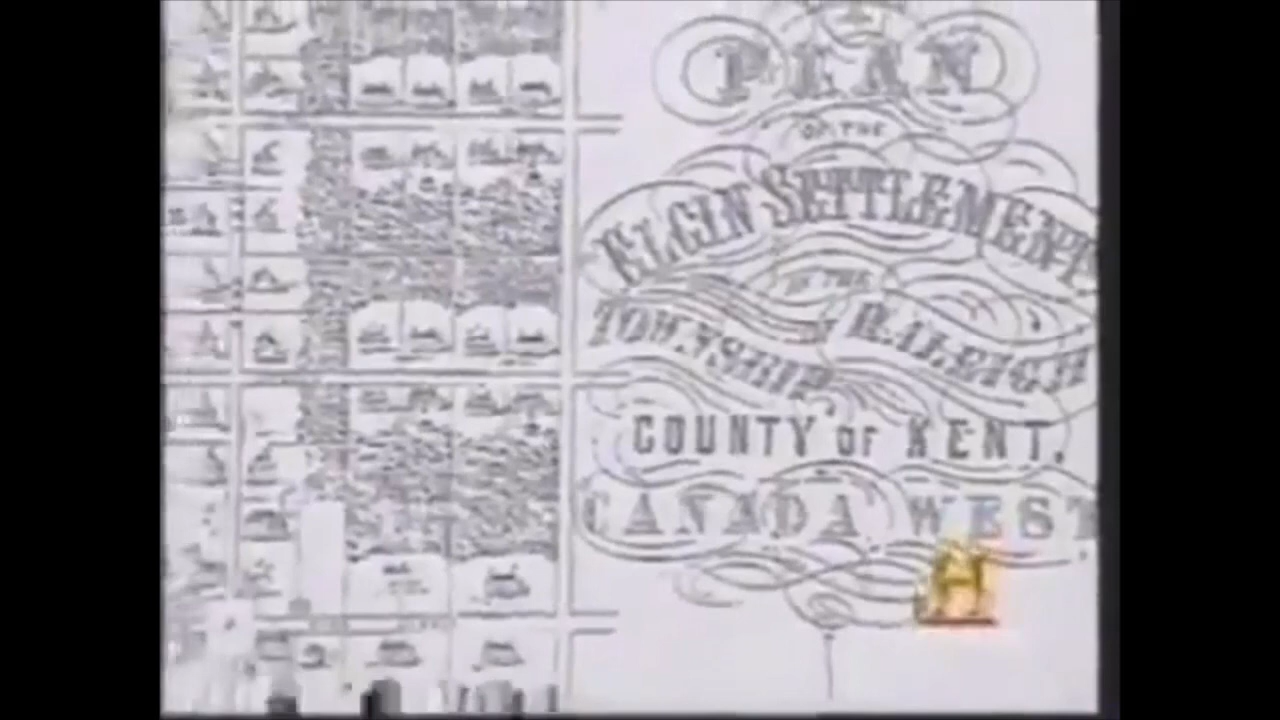 PLAN
OF THE
ELGIN SETTLEMENT
IN THE
TOWNSHIP OF RALEIGH
COUNTY OF KENT.
CANADA WEST
H